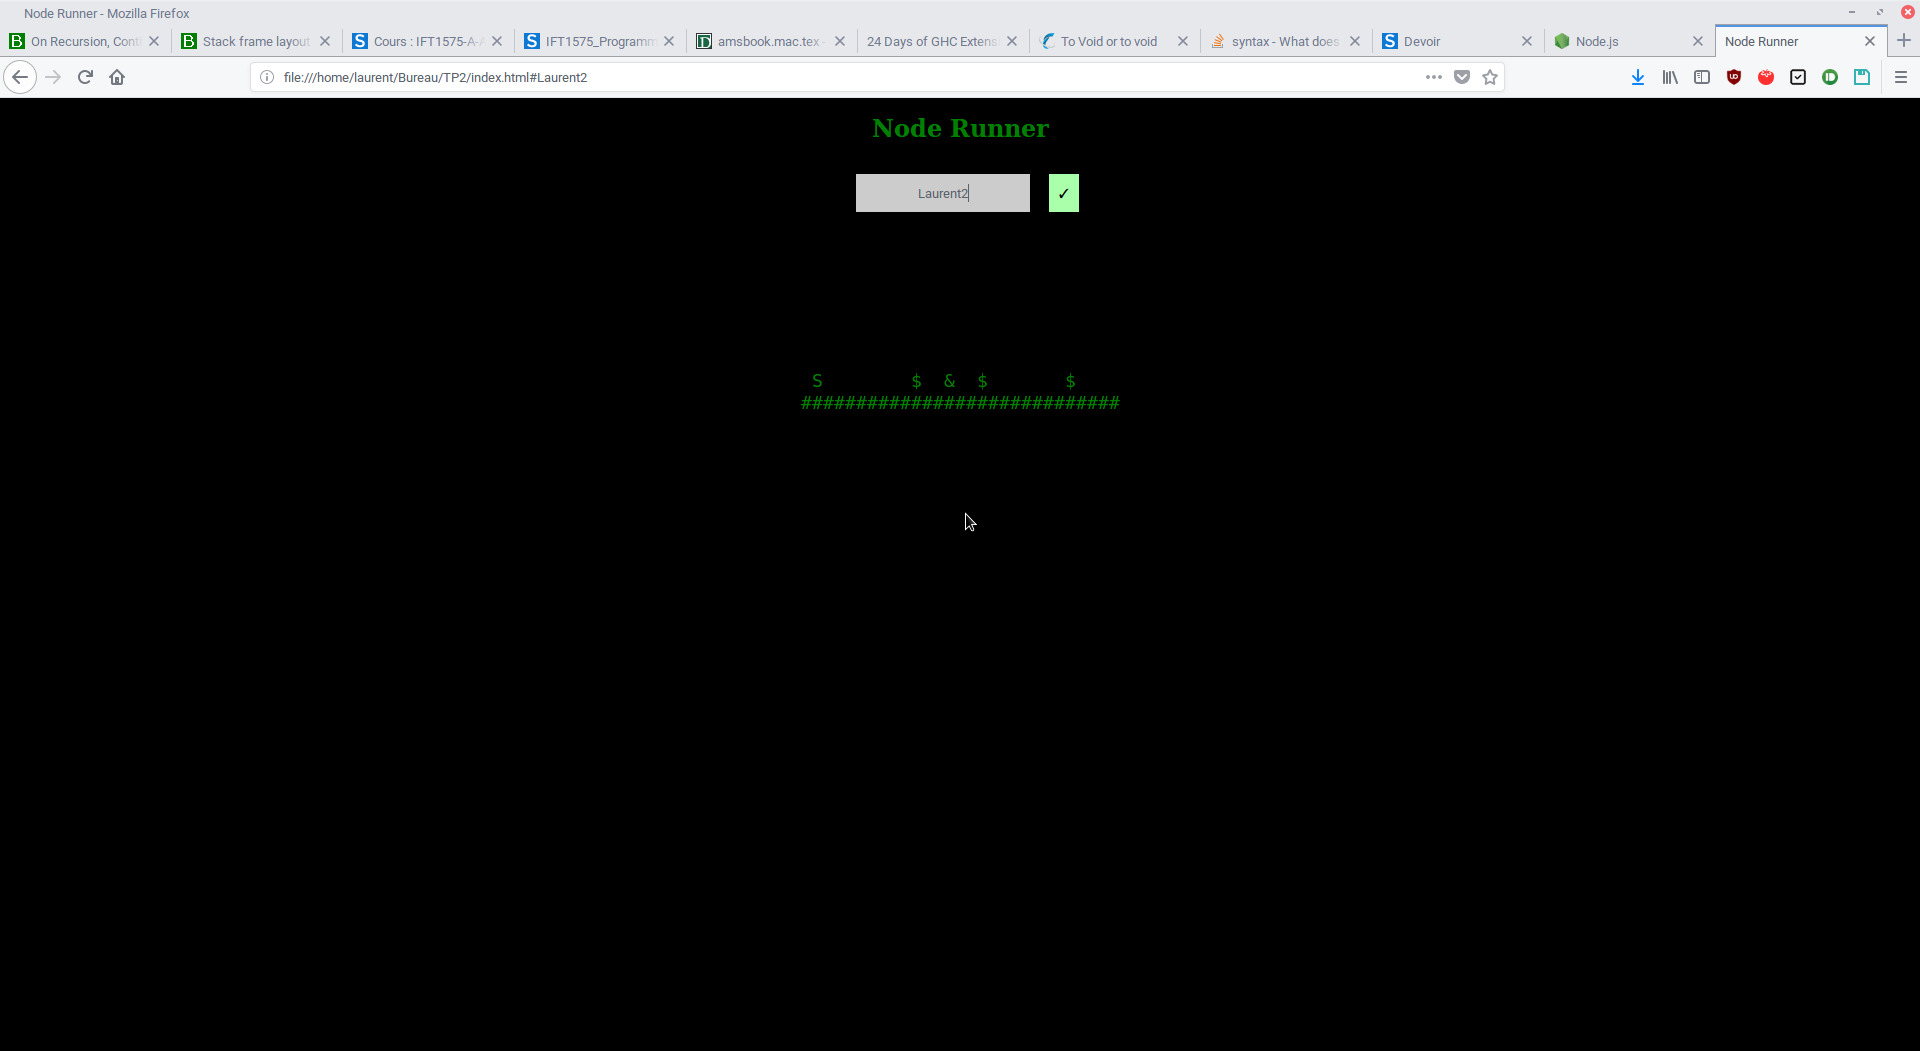 Node Runner - Mozilla Firefox
On Recursion, Cont
Stack frame layout
Cours : IFT1575-A-A
IFT1575_Programm
amsbook.mac.tex -
24 Days of GHC Extens
To Void or to void
syntax - What does
Devoir
Node.js
Node Runner
file:///home/laurent/Bureau/TP2/index.html#Laurent2
Node Runner
Laurent2 ✓
S $ & $ $
#############################